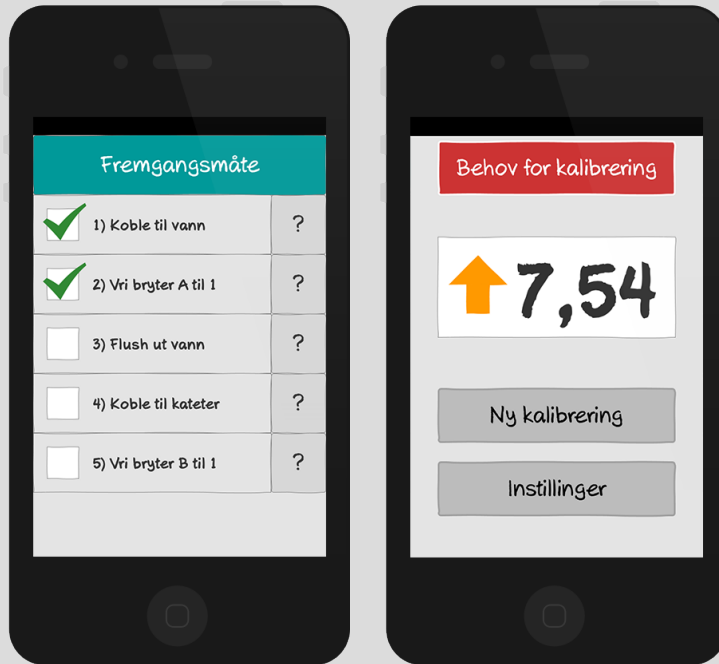 Fremgangsmåte
1) Koble til vann ?
2) Vri bryter A til 1 ?
3) Flush ut vann ?
4) Koble til kateter ?
5) Vri bryter B til 1 ?
Behov for kalibrering
7,54
Ny kalibrering
Instillinger